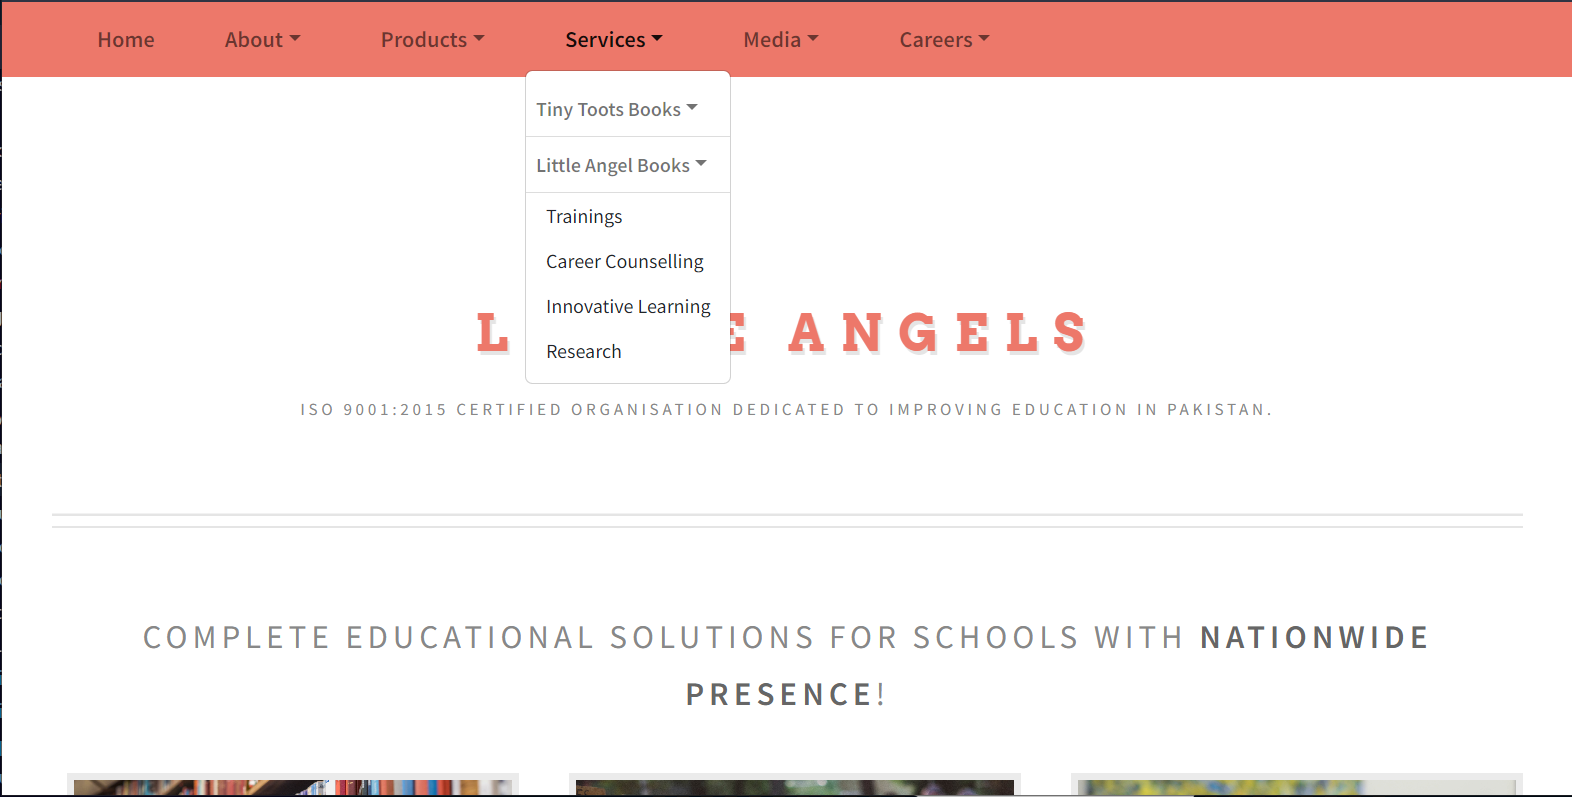 Home About Products Services Media Careers
Tiny Toots Books
Little Angel Books
Trainings
Career Counselling
Innovative Learning
Research
L E ANGELS
ISO 9001:2015 CERTIFIED ORGANISATION DEDICATED TO IMPROVING EDUCATION IN PAKISTAN.
COMPLETE EDUCATIONAL SOLUTIONS FOR SCHOOLS WITH NATIONWIDE
PRESENCE!